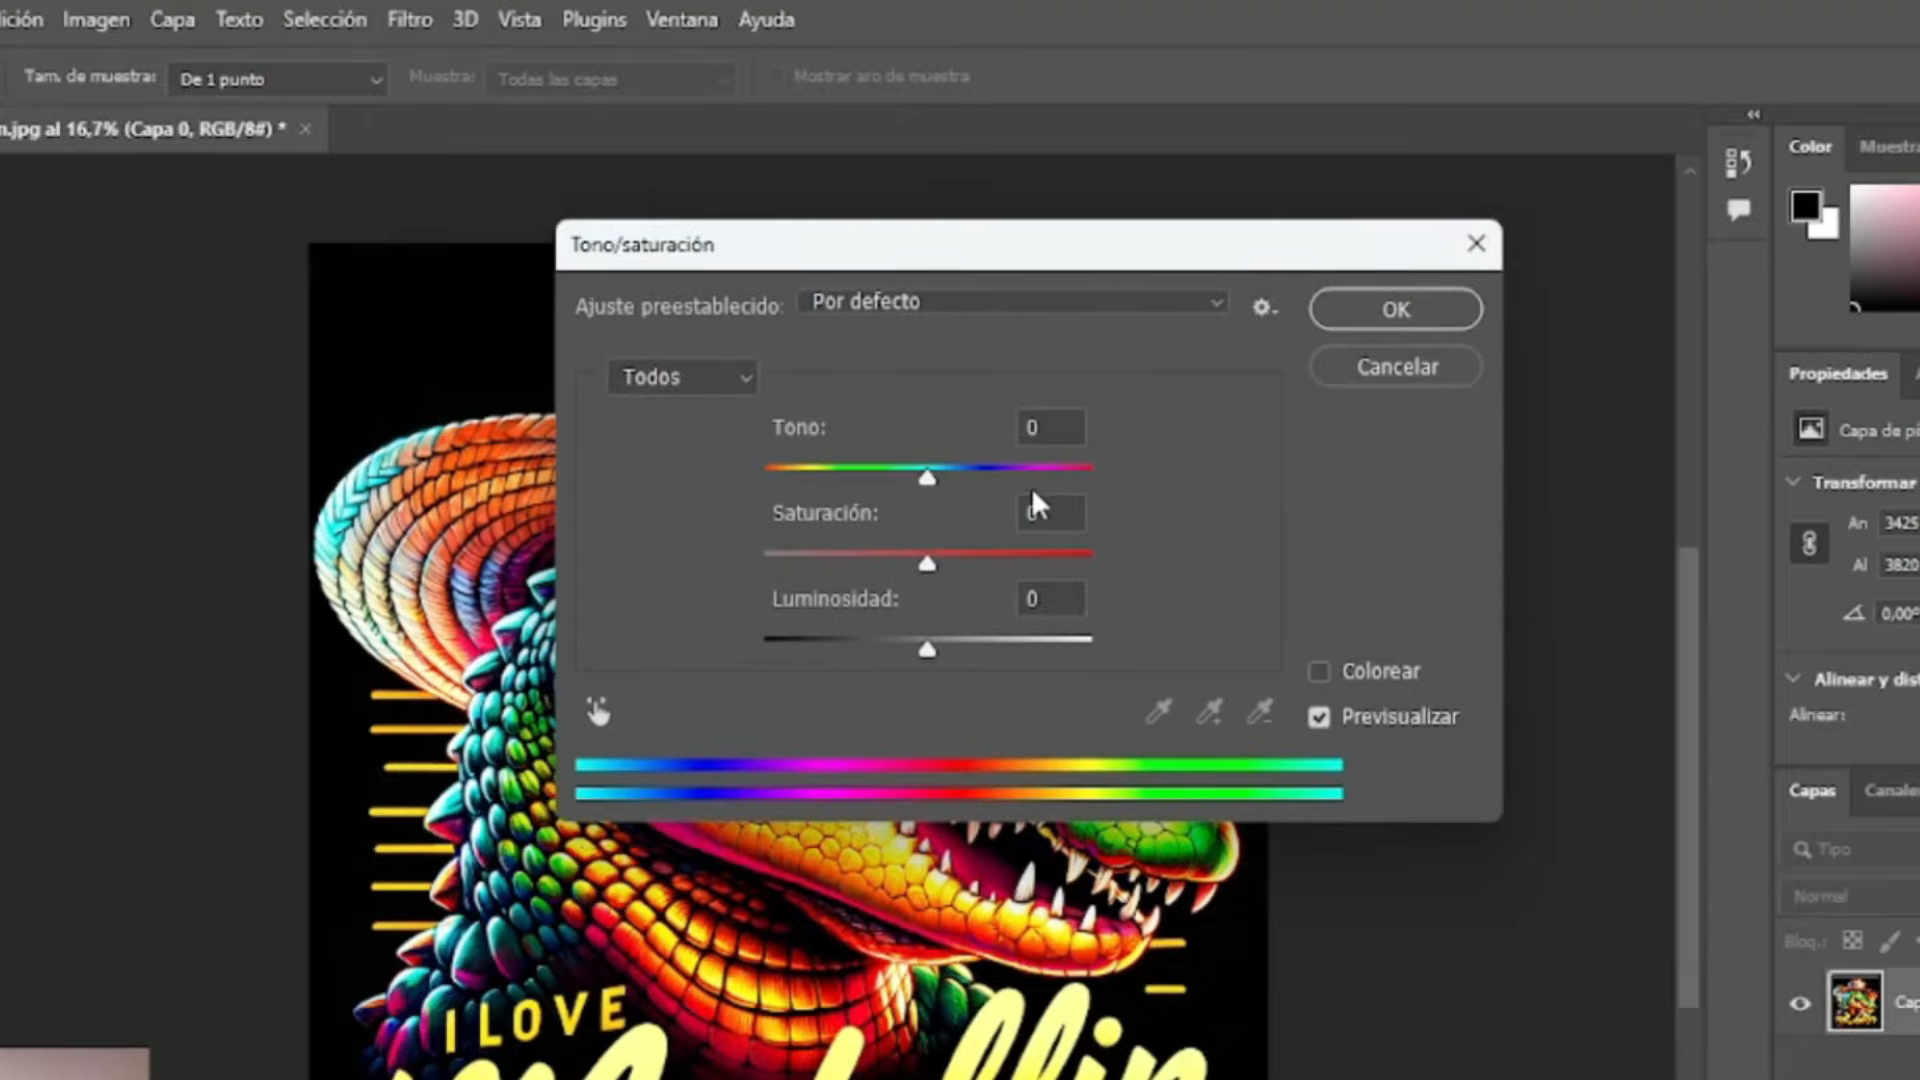 ición Imagen Capa Texto Selección Filtro 3D Vista Plugins Ventana Ayuda
Tam. de muestra: De 1 punto Muestra: Todas las capas Mostrar aro de muestra
n.jpg al 16,7% (Capa 0, RGB/8#) * ×
Color Muestra
Tono/saturación
Ajuste preestablecido: Por defecto
OK
Cancelar
Todos
Tono: 0
Saturación:
Luminosidad: 0
Colorear
Previsualizar
Propiedades
Capa de pí
Transformar
An 3425
Al 3820
0,00°
Alinear y dist
Alinear:
Capas Canales
Tipo
Normal
Bloq.:
Cap
I LOVE